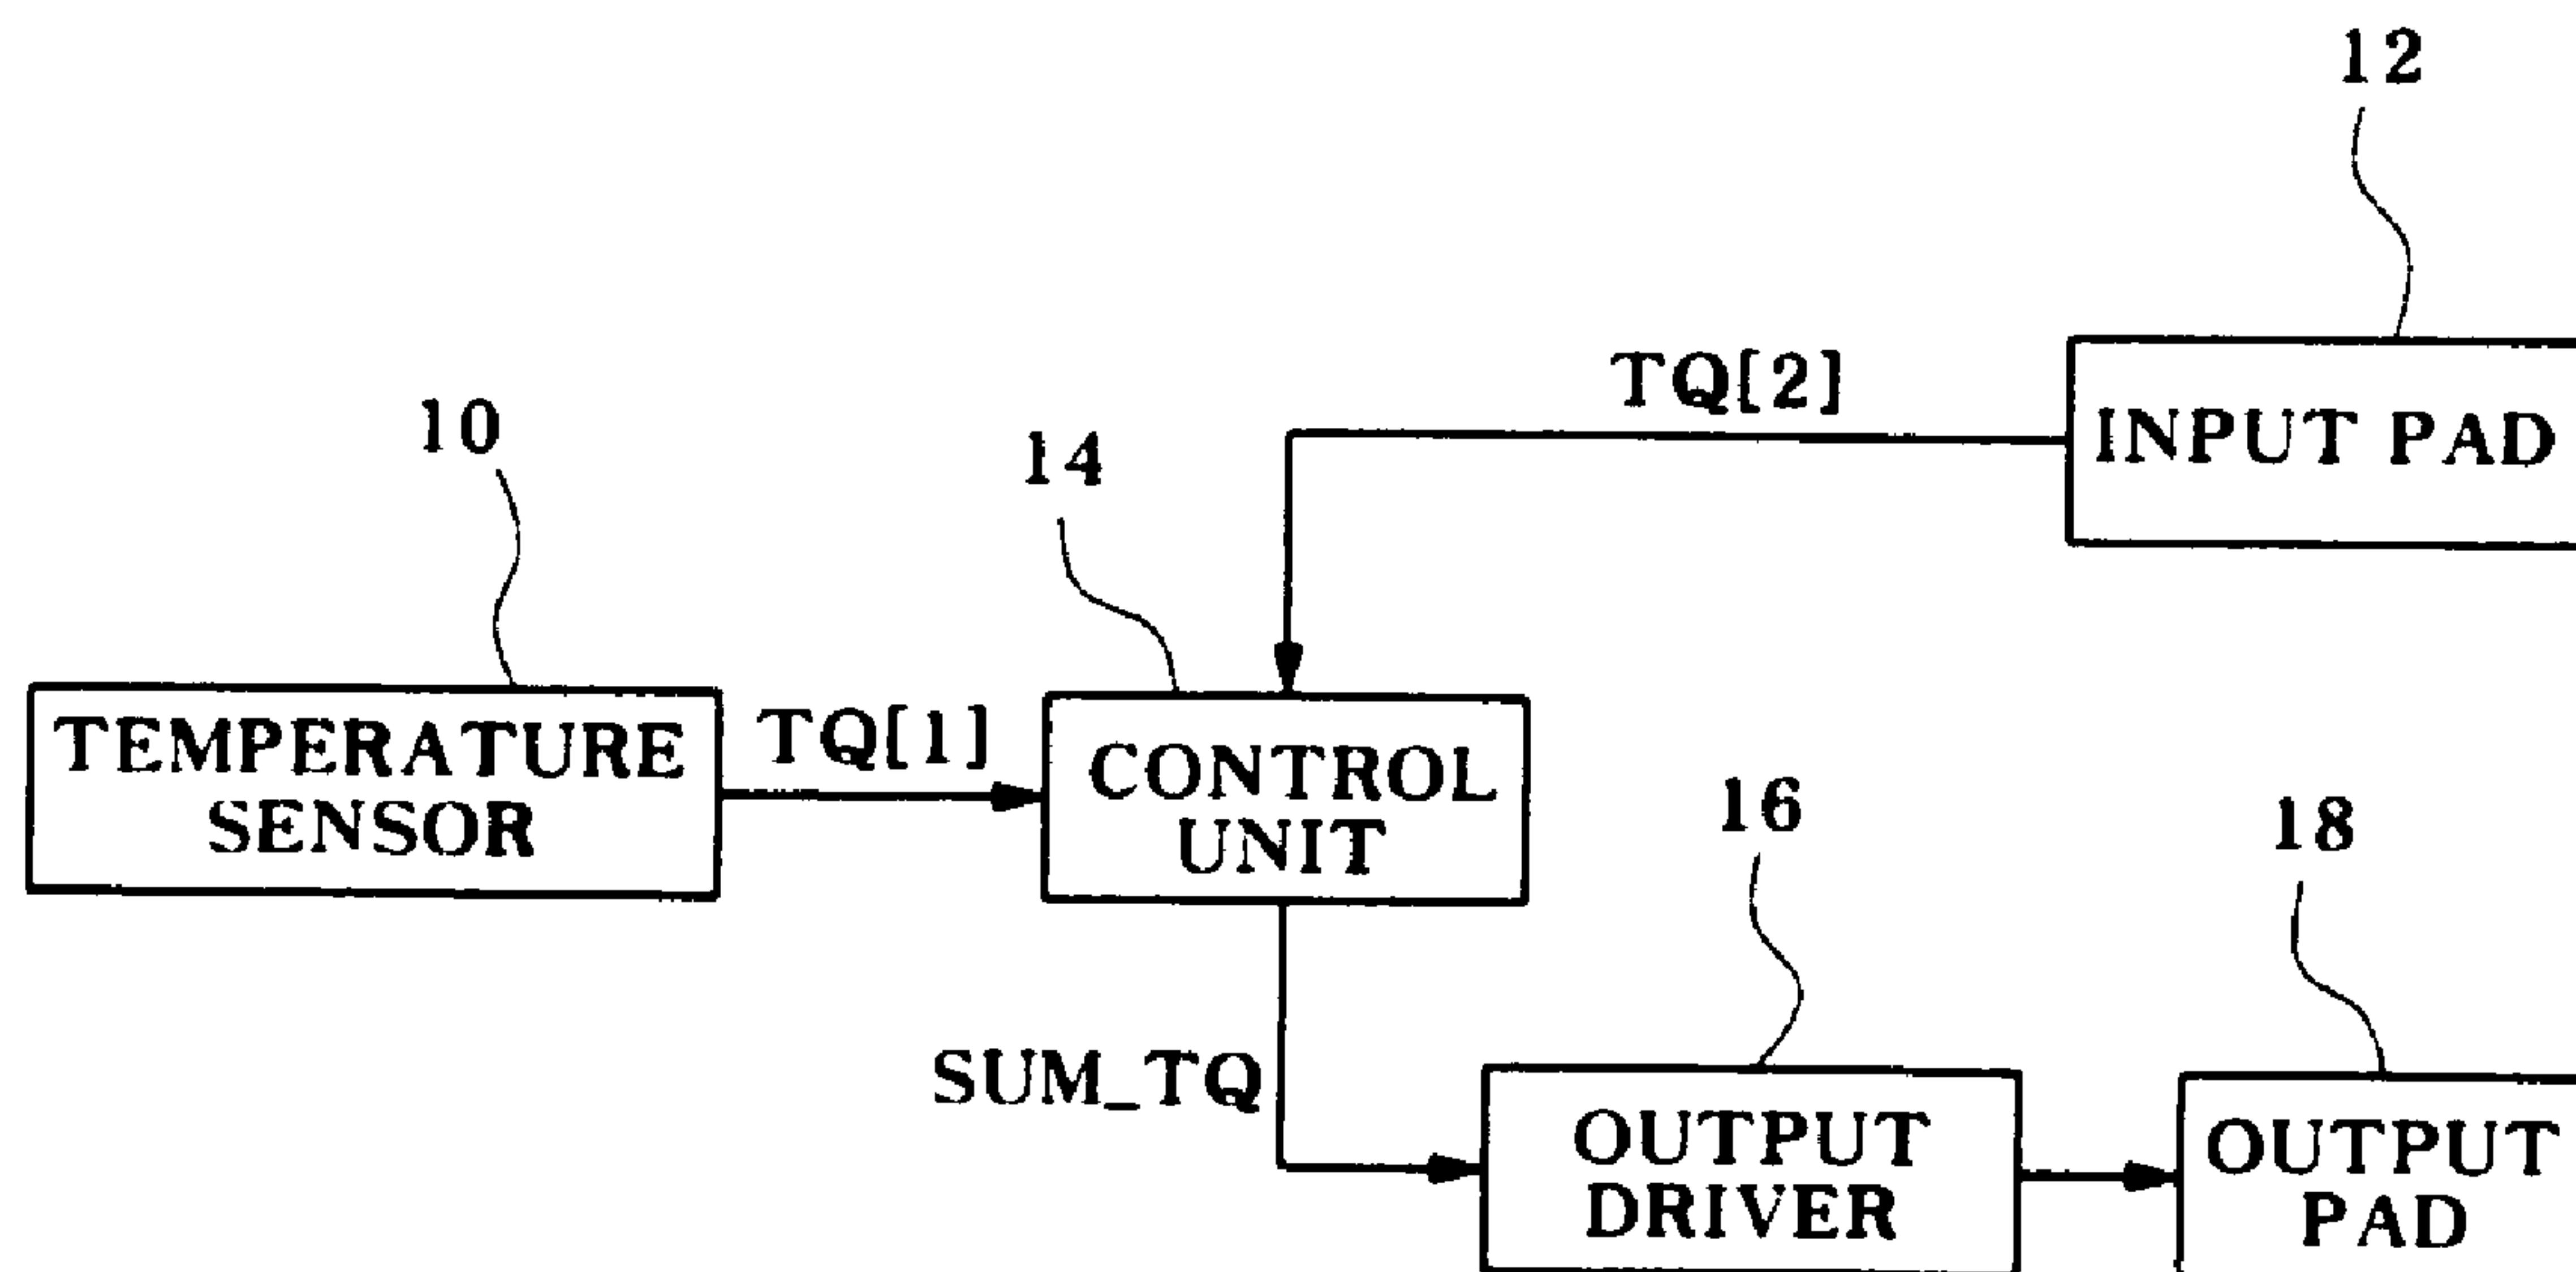 12
TQ[2]
INPUT PAD
10
14
TEMPERATURE
SENSOR
TQ[1]
CONTROL
UNIT
16
18
SUM_TQ
OUTPUT
DRIVER
OUTPUT
PAD